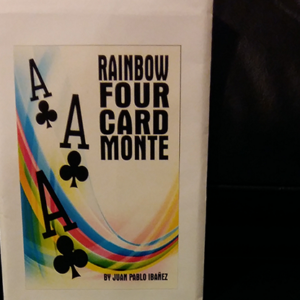 A
RAINBOW
FOUR
CARD
MONTE
A
A
BY JUAN PABLO IBAÑEZ